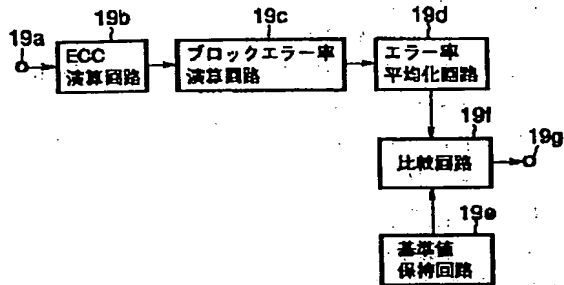 19a
19b
19c
19d
ECC
演算回路
ブロックエラー率
演算回路
エラー率
平均化回路
19f
19g
比較回路
19e
基準値
保持回路